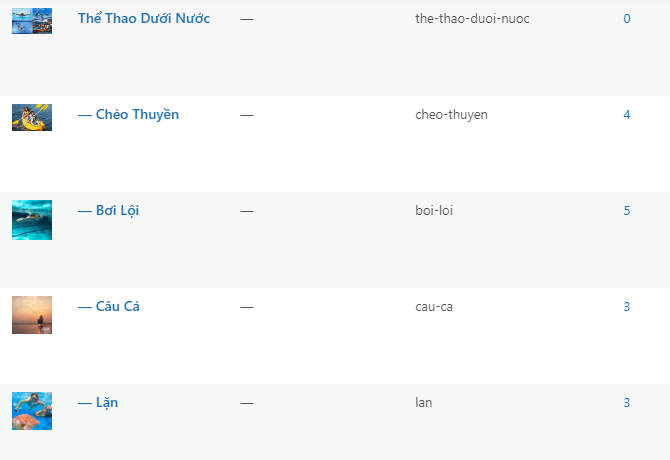 Thể Thao Dưới Nước — the-thao-duoi-nuoc 0
— Chèo Thuyền — cheo-thuyen 4
— Bơi Lội — boi-loi 5
— Câu Cá — cau-ca 3
— Lặn — lan 3